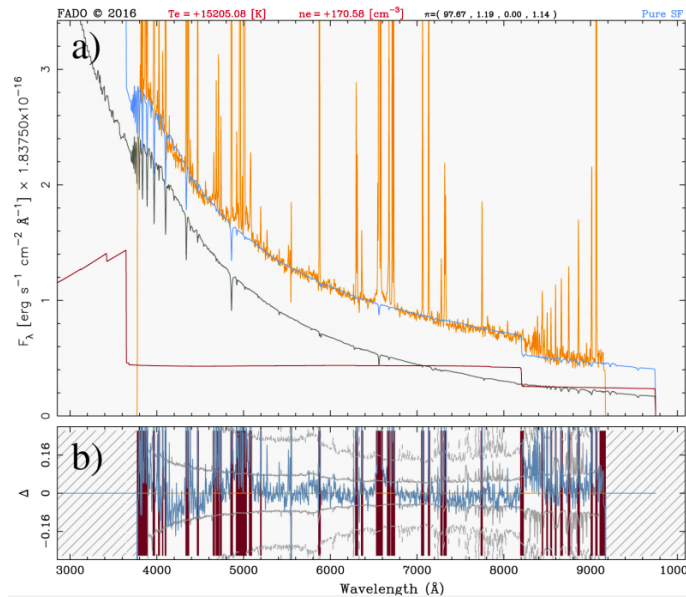 FADO © 2016 Te = +15205.08 [K] ne = +170.58 [cm⁻³] π=( 97.67 , 1.19 , 0.00 , 1.14 ) Pure SF
a)
3
2
1
0
F_λ [erg s⁻¹ cm⁻² Å⁻¹] × 1.83750×10⁻¹⁶
b)
0.16
0
−0.16
Δ
3000 4000 5000 6000 7000 8000 9000 1000
Wavelength (Å)